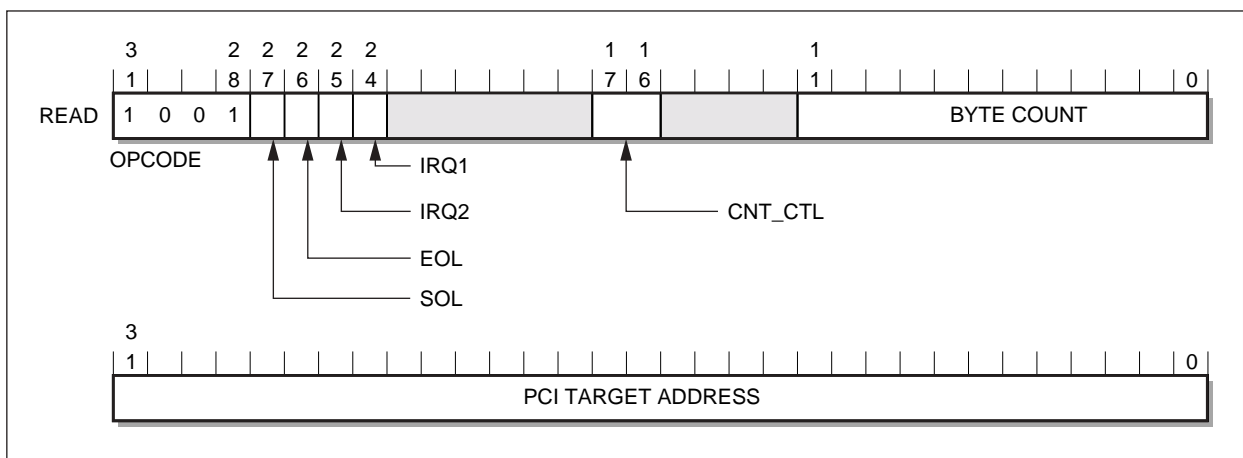 3 2 2 2 2 2 1 1 1
1 8 7 6 5 4 7 6 1 0
READ 1 0 0 1 BYTE COUNT
OPCODE
IRQ1
IRQ2 CNT_CTL
EOL
SOL
3
1 0
PCI TARGET ADDRESS